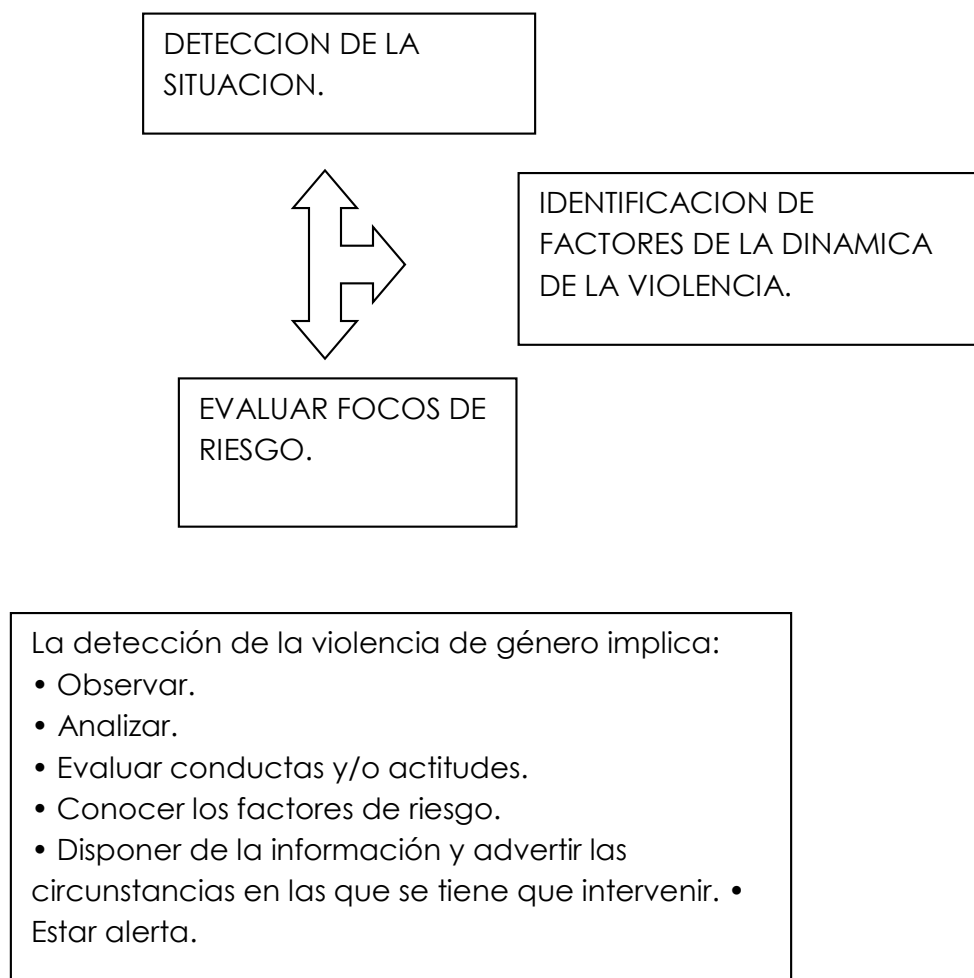 DETECCION DE LA
SITUACION.
IDENTIFICACION DE
FACTORES DE LA DINAMICA
DE LA VIOLENCIA.
EVALUAR FOCOS DE
RIESGO.
La detección de la violencia de género implica:
• Observar.
• Analizar.
• Evaluar conductas y/o actitudes.
• Conocer los factores de riesgo.
• Disponer de la información y advertir las
circunstancias en las que se tiene que intervenir. •
Estar alerta.